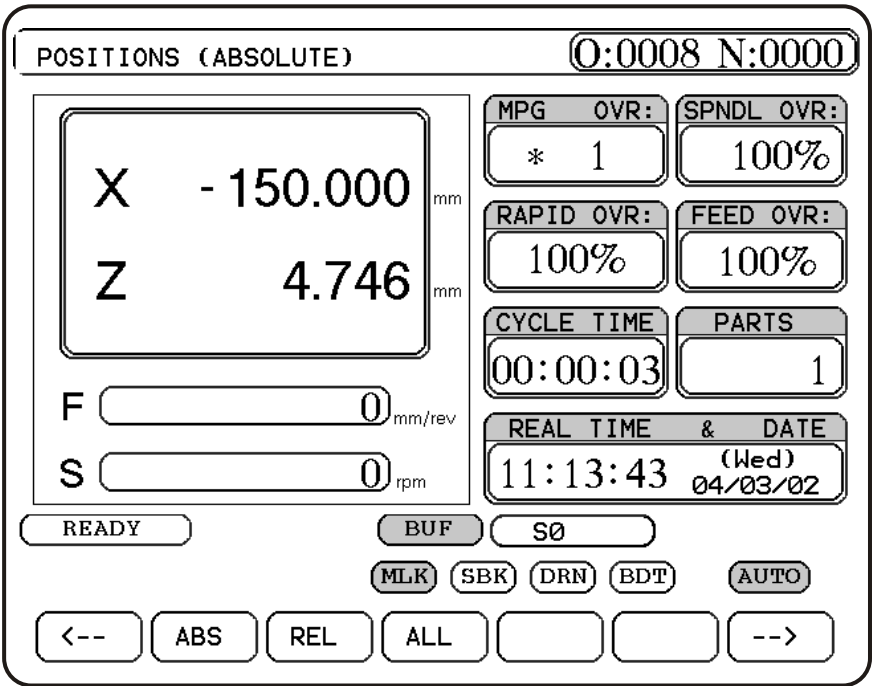 POSITIONS (ABSOLUTE) O:0008 N:0000
X -150.000 mm
Z 4.746 mm
F 0 mm/rev
S 0 rpm
MPG OVR: SPNDL OVR:
* 1 100%
RAPID OVR: FEED OVR:
100% 100%
CYCLE TIME PARTS
00:00:03 1
REAL TIME & DATE
11:13:43 (Wed)
04/03/02
READY BUF S0
MLK SBK DRN BDT AUTO
<-- ABS REL ALL -->